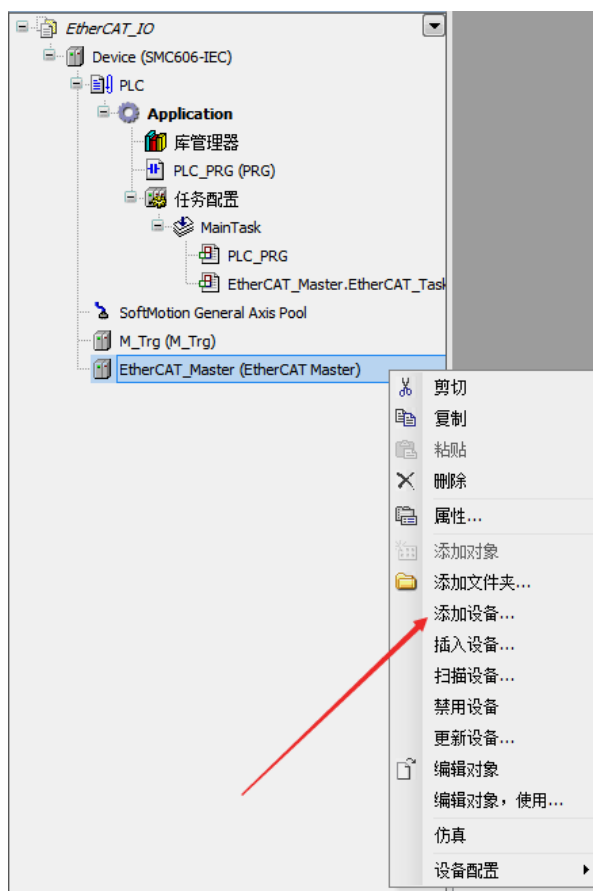 EtherCAT_IO
Device (SMC606-IEC)
PLC
Application
库管理器
PLC_PRG (PRG)
任务配置
MainTask
PLC_PRG
EtherCAT_Master.EtherCAT_Task
SoftMotion General Axis Pool
M_Trg (M_Trg)
EtherCAT_Master (EtherCAT Master)
剪切
复制
粘贴
删除
属性...
添加对象
添加文件夹...
添加设备...
插入设备...
扫描设备...
禁用设备
更新设备...
编辑对象
编辑对象，使用...
仿真
设备配置